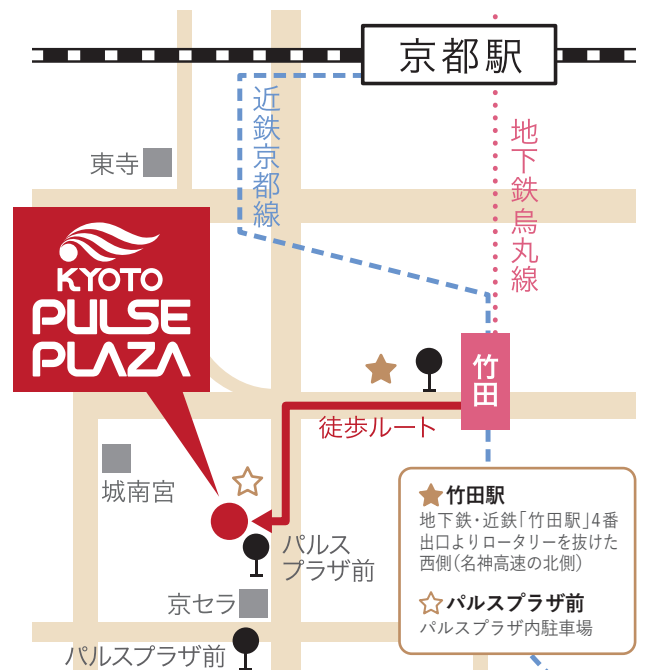 京都駅
近鉄京都線
地下鉄烏丸線
東寺
KYOTO
PULSE
PLAZA
竹田
徒歩ルート
城南宮
パルス
プラザ前
京セラ
パルスプラザ前
竹田駅
地下鉄・近鉄「竹田駅」4番
出口よりロータリーを抜けた
西側(名神高速の北側)
パルスプラザ前
パルスプラザ内駐車場